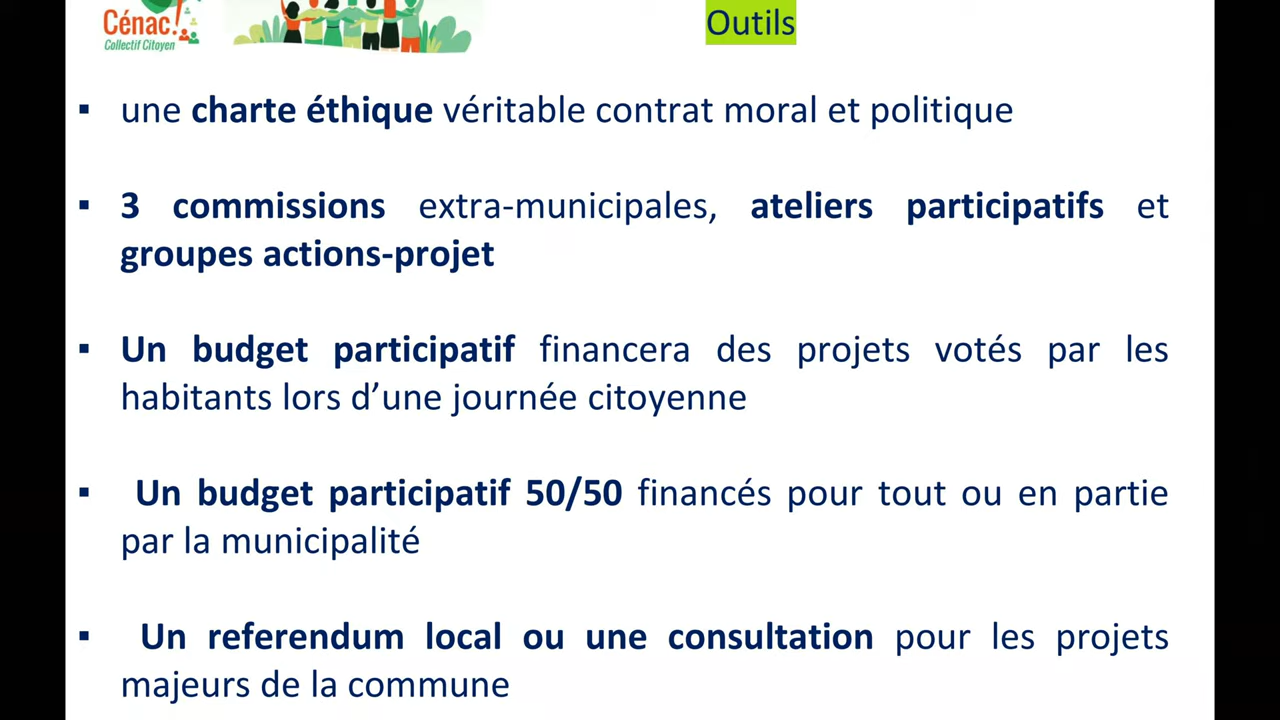 Cénac!
Collectif Citoyen
Outils
▪ une charte éthique véritable contrat moral et politique
▪ 3 commissions extra-municipales, ateliers participatifs et
groupes actions-projet
▪ Un budget participatif financera des projets votés par les
habitants lors d’une journée citoyenne
▪ Un budget participatif 50/50 financés pour tout ou en partie
par la municipalité
▪ Un referendum local ou une consultation pour les projets
majeurs de la commune